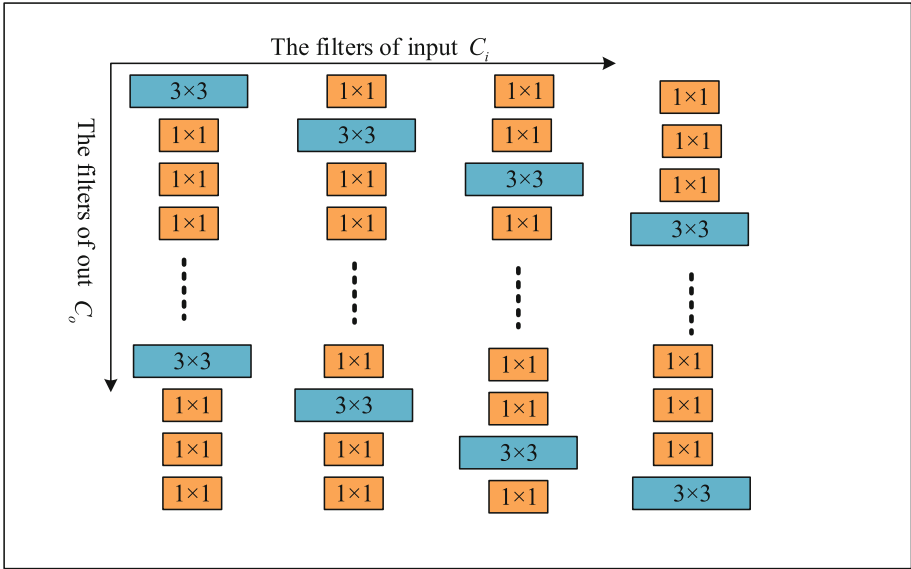 The filters of input C_i
The filters of out C_o
3×3 1×1 1×1 1×1
1×1 3×3 1×1 1×1
1×1 1×1 3×3 1×1
1×1 1×1 1×1 3×3
3×3 1×1 1×1 1×1
1×1 3×3 1×1 1×1
1×1 1×1 3×3 1×1
1×1 1×1 1×1 3×3